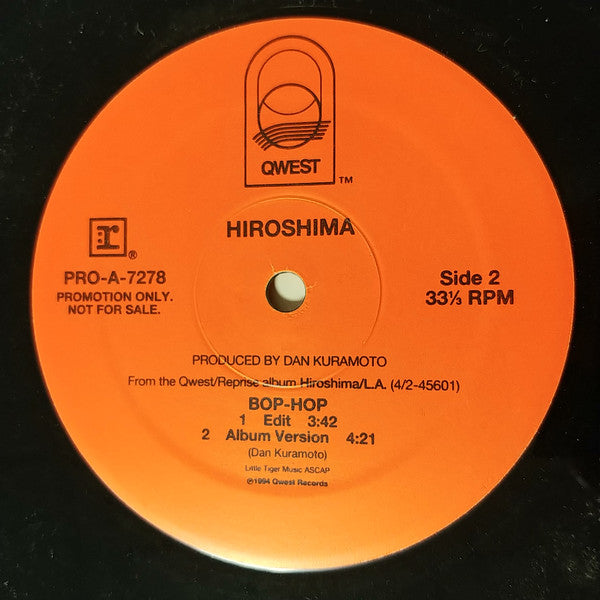 QWEST
TM
HIROSHIMA
r
®
PRO-A-7278
PROMOTION ONLY.
NOT FOR SALE.
Side 2
33⅓ RPM
PRODUCED BY DAN KURAMOTO
From the Qwest/Reprise album Hiroshima/L.A. (4/2-45601)
BOP-HOP
1 Edit 3:42
2 Album Version 4:21
(Dan Kuramoto)
Little Tiger Music ASCAP
℗1994 Qwest Records